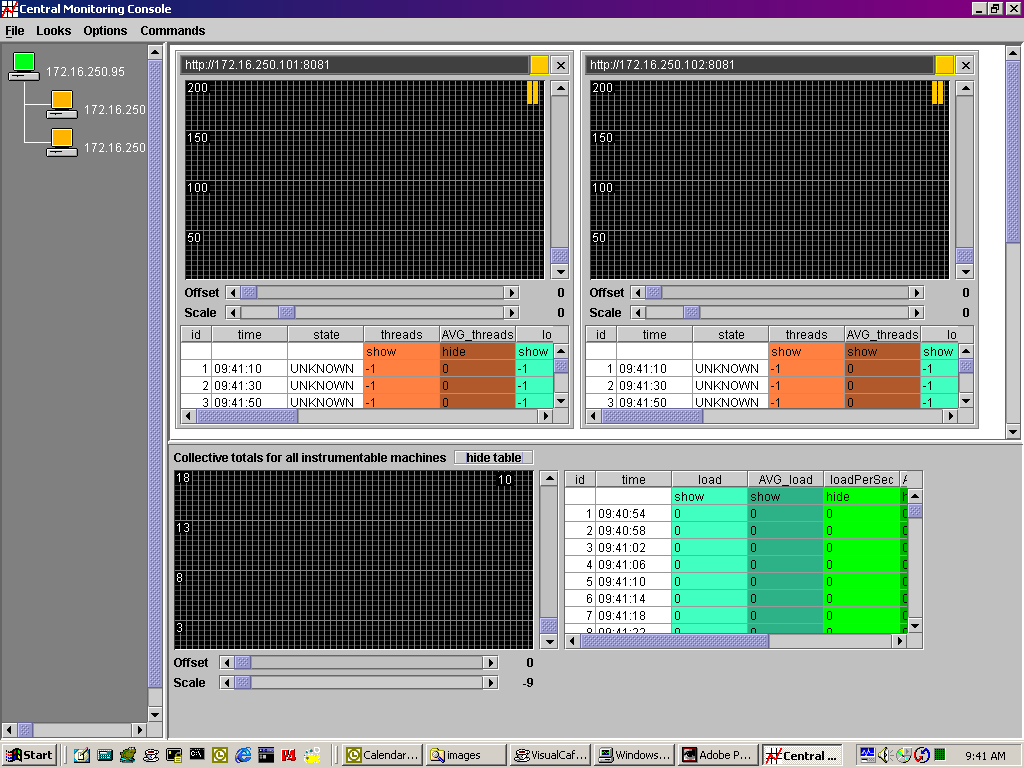 Central Monitoring Console
File Looks Options Commands
172.16.250.95
172.16.250
172.16.250
http://172.16.250.101:8081
200
150
100
50
Offset 0
Scale 0
id time state threads AVG_threads lo
show hide show
1 09:41:10 UNKNOWN -1 0 -1
2 09:41:30 UNKNOWN -1 0 -1
3 09:41:50 UNKNOWN -1 0 -1
http://172.16.250.102:8081
200
150
100
50
Offset 0
Scale 0
id time state threads AVG_threads lo
show show show
1 09:41:10 UNKNOWN -1 0 -1
2 09:41:30 UNKNOWN -1 0 -1
3 09:41:50 UNKNOWN -1 0 -1
Collective totals for all instrumentable machines hide table
18 10
13
8
3
Offset 0
Scale -9
id time load AVG_load loadPerSec
show show hide
1 09:40:54 0 0 0
2 09:40:58 0 0 0
3 09:41:02 0 0 0
4 09:41:06 0 0 0
5 09:41:10 0 0 0
6 09:41:14 0 0 0
7 09:41:18 0 0 0
8 09:41:22 0 0 0
Start Calendar... images VisualCaf... Windows... Adobe P... Central ... 9:41 AM